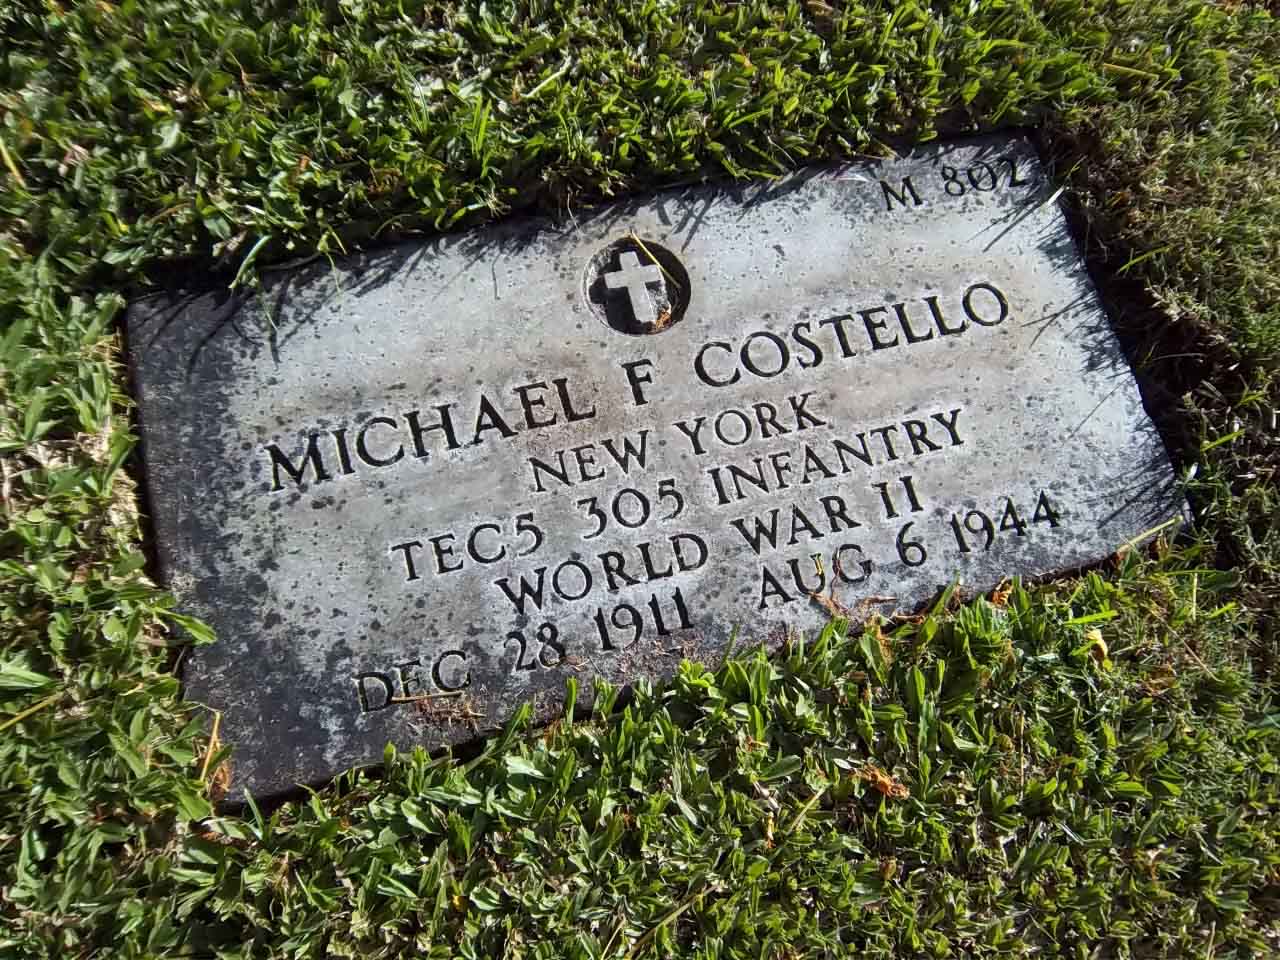 M 802
MICHAEL F COSTELLO
NEW YORK
TEC5 305 INFANTRY
WORLD WAR II
DEC 28 1911 AUG 6 1944